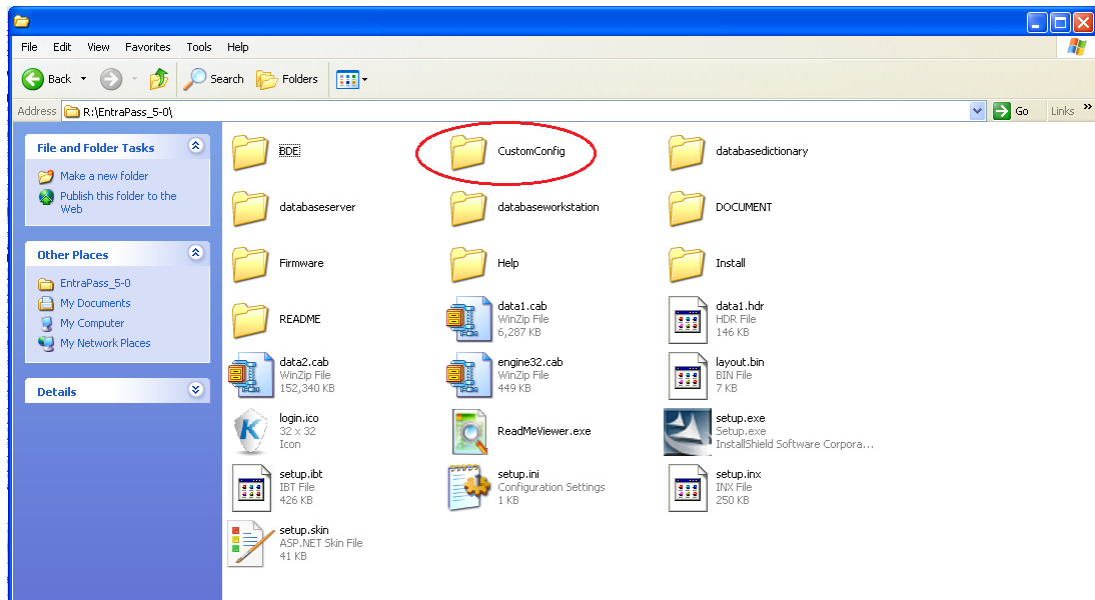 File Edit View Favorites Tools Help
Back Search Folders
Address R:\EntraPass_5-0\ Go Links »
File and Folder Tasks
Make a new folder
Publish this folder to the
Web
Other Places
EntraPass_5-0
My Documents
My Computer
My Network Places
Details
BDE
CustomConfig
databasedictionary
databaseserver
databaseworkstation
DOCUMENT
Firmware
Help
Install
README
data1.cab
WinZip File
6,287 KB
data1.hdr
HDR File
146 KB
data2.cab
WinZip File
152,340 KB
engine32.cab
WinZip File
449 KB
layout.bin
BIN File
7 KB
login.ico
32 x 32
Icon
ReadMeViewer.exe
setup.exe
Setup.exe
InstallShield Software Corpora...
setup.ibt
IBT File
426 KB
setup.ini
Configuration Settings
1 KB
setup.inx
INX File
250 KB
setup.skin
ASP.NET Skin File
41 KB